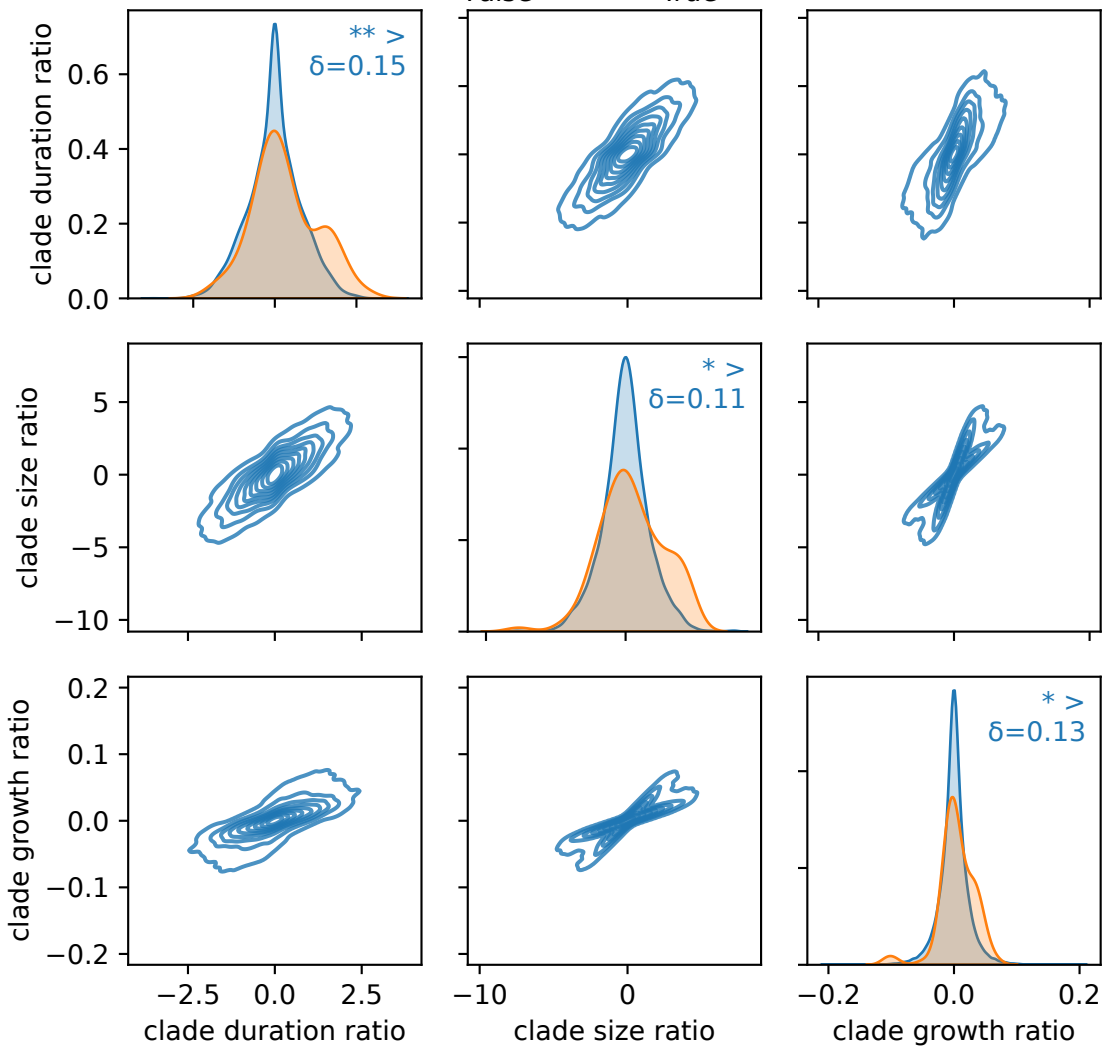 clade duration ratio
0.6
0.4
0.2
0.0
** >
δ=0.15
clade size ratio
5
0
−5
−10
* >
δ=0.11
clade growth ratio
0.2
0.1
0.0
−0.1
−0.2
* >
δ=0.13
−2.5 0.0 2.5
−10 0
−0.2 0.0 0.2
clade duration ratio
clade size ratio
clade growth ratio